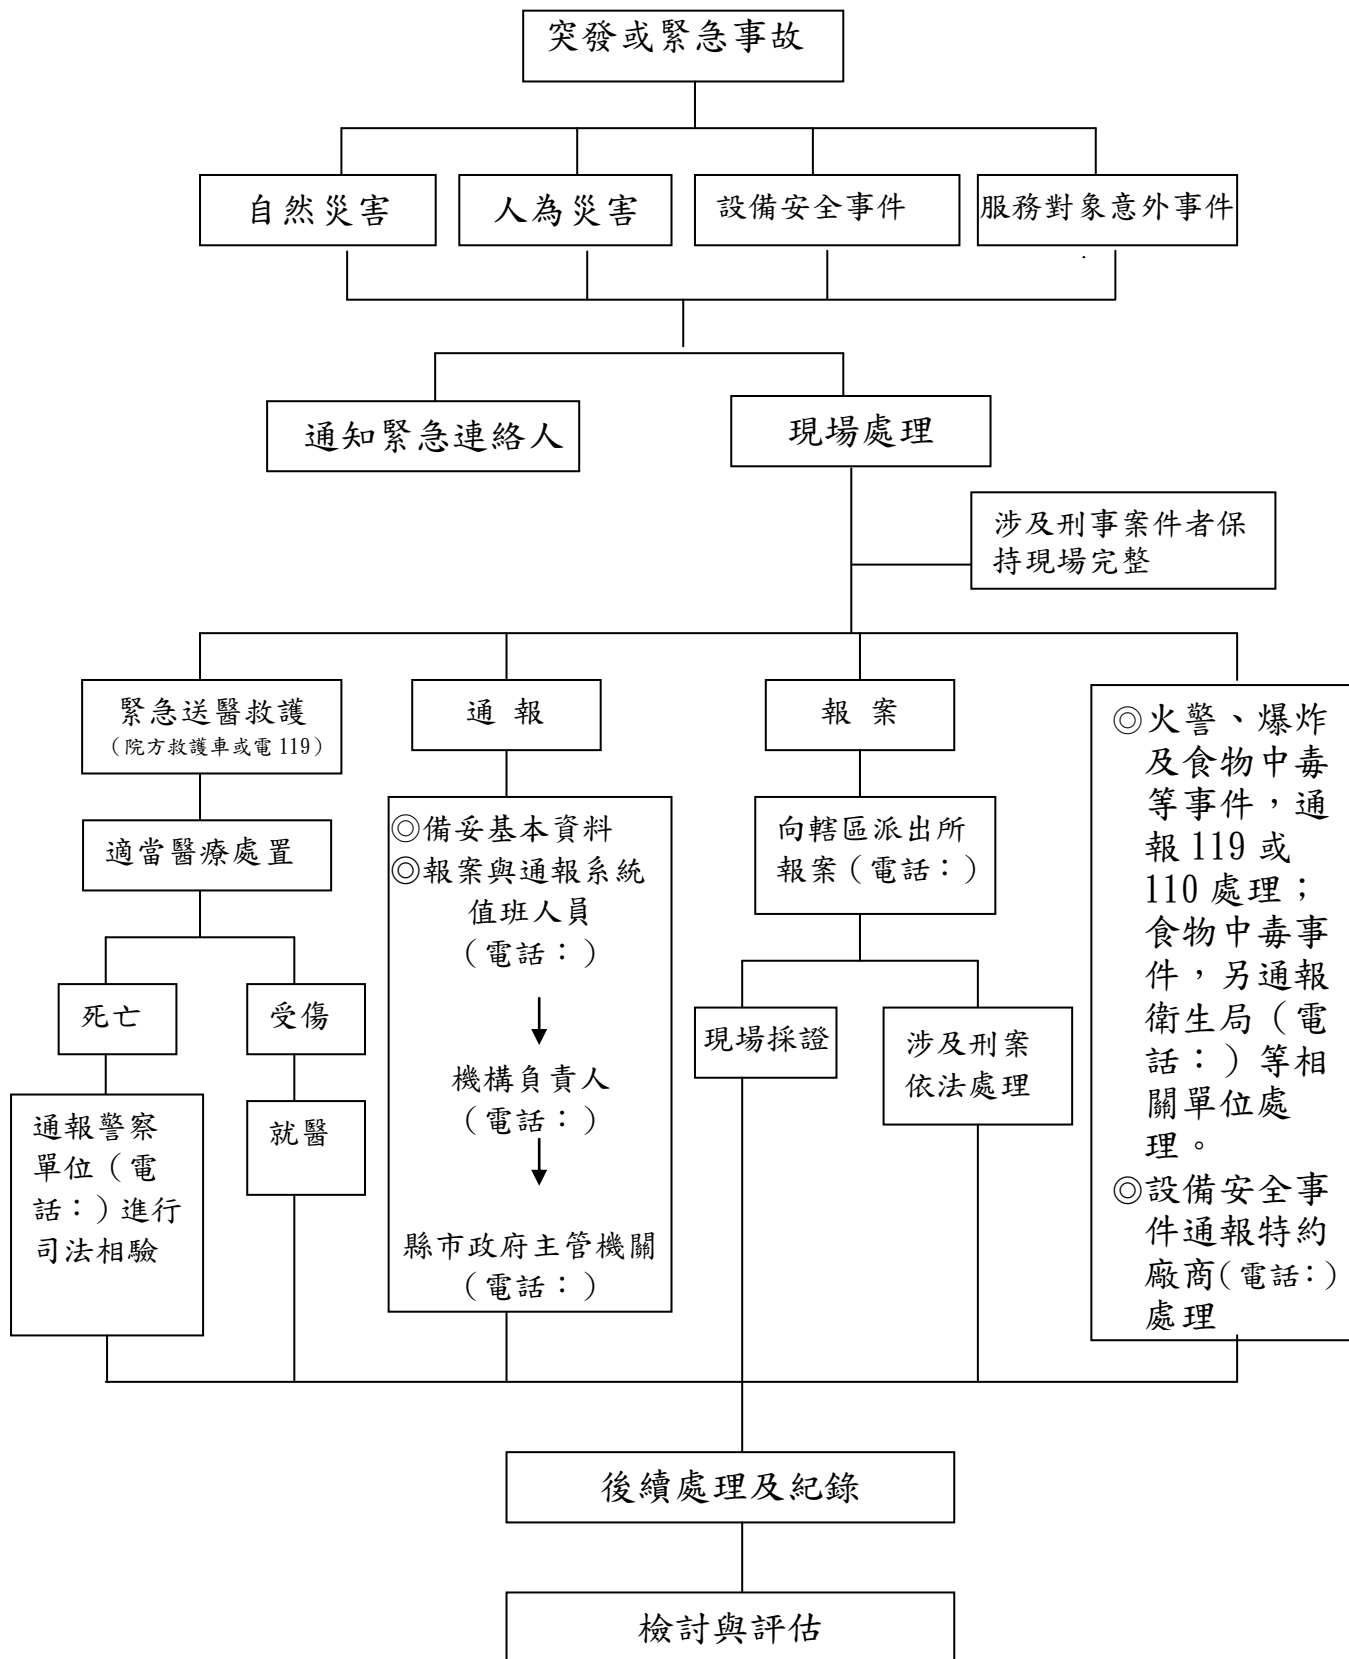 突發或緊急事故
自然災害
人為災害
設備安全事件
服務對象意外事件
通知緊急連絡人
現場處理
涉及刑事案件者保
持現場完整
緊急送醫救護
（院方救護車或電 119）
適當醫療處置
死亡
受傷
通報警察
單位（電
話：）進行
司法相驗
就醫
通 報
◎備妥基本資料
◎報案與通報系統
值班人員
（電話：）
機構負責人
（電話：）
縣市政府主管機關
（電話：）
報 案
向轄區派出所
報案（電話：）
現場採證
涉及刑案
依法處理
◎火警、爆炸
及食物中毒
等事件，通
報 119 或
110 處理；
食物中毒事
件，另通報
衛生局（電
話：）等相
關單位處
理。
◎設備安全事
件通報特約
廠商(電話：)
處理
後續處理及紀錄
檢討與評估